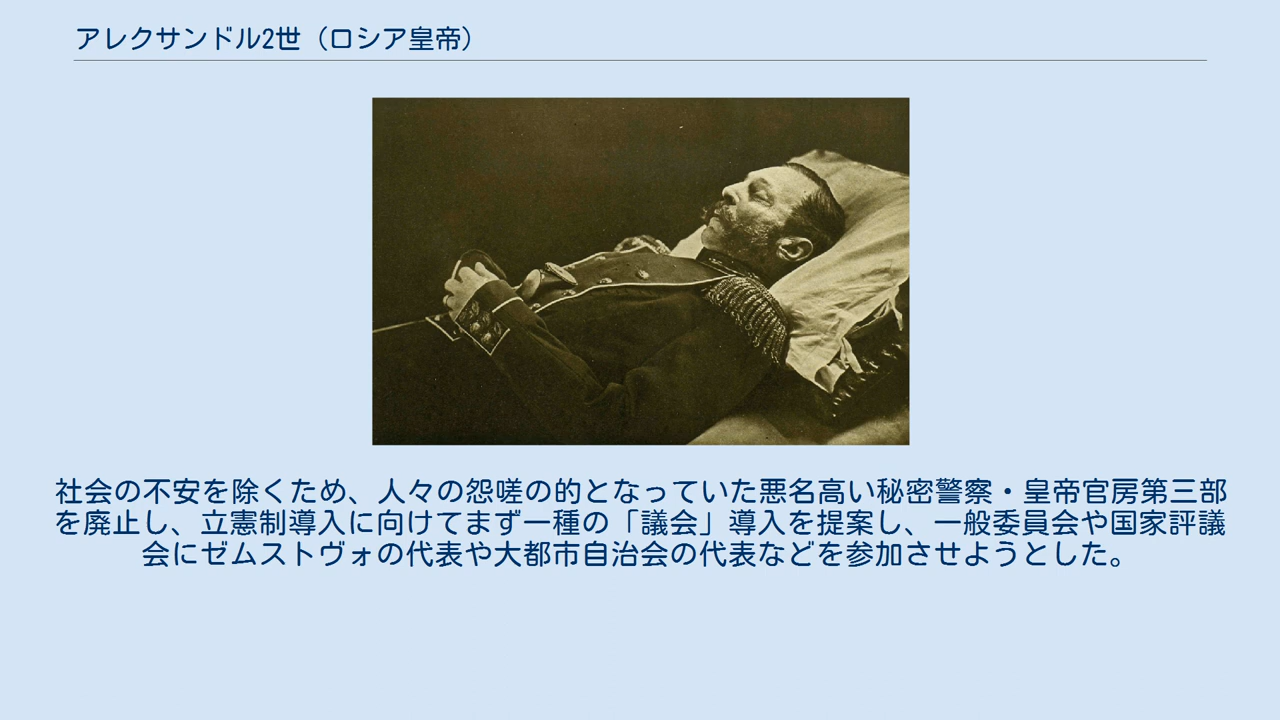 アレクサンドル2世（ロシア皇帝）
社会の不安を除くため、人々の怨嗟の的となっていた悪名高い秘密警察・皇帝官房第三部
を廃止し、立憲制導入に向けてまず一種の「議会」導入を提案し、一般委員会や国家評議
会にゼムストヴォの代表や大都市自治会の代表などを参加させようとした。